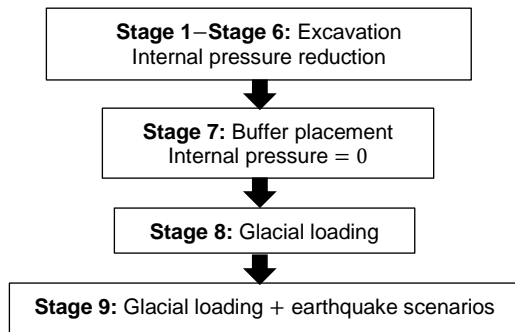 Stage 1–Stage 6: Excavation
Internal pressure reduction
Stage 7: Buffer placement
Internal pressure = 0
Stage 8: Glacial loading
Stage 9: Glacial loading + earthquake scenarios